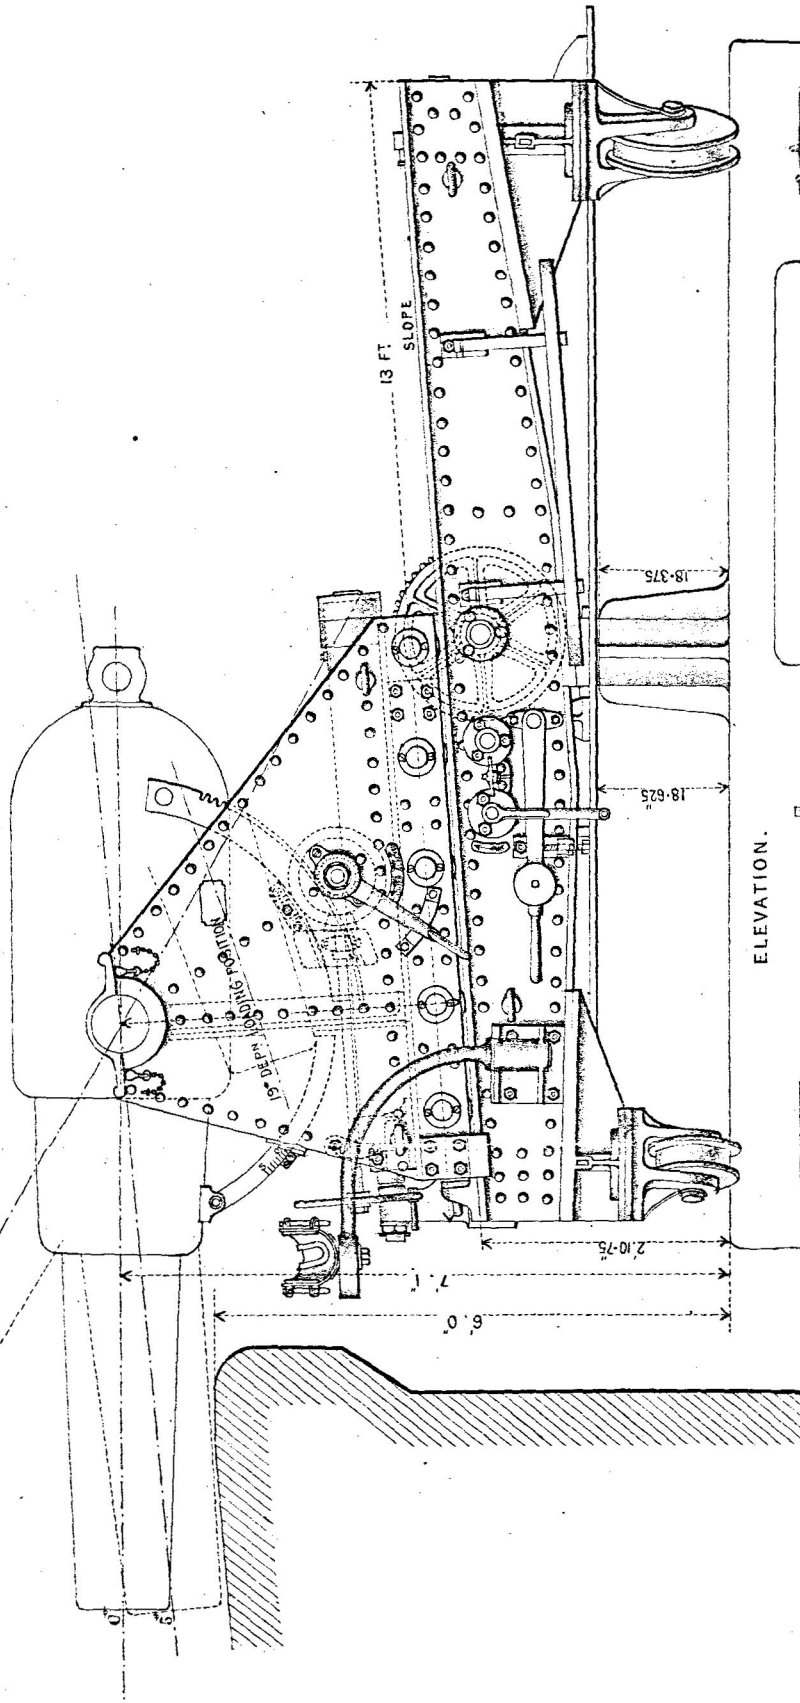 13 FT.
SLOPE
18·375
18·625"
19° DEPN LOADING POSITION
2'.10·75"
7'. 1"
6'. 0"
ELEVATION.